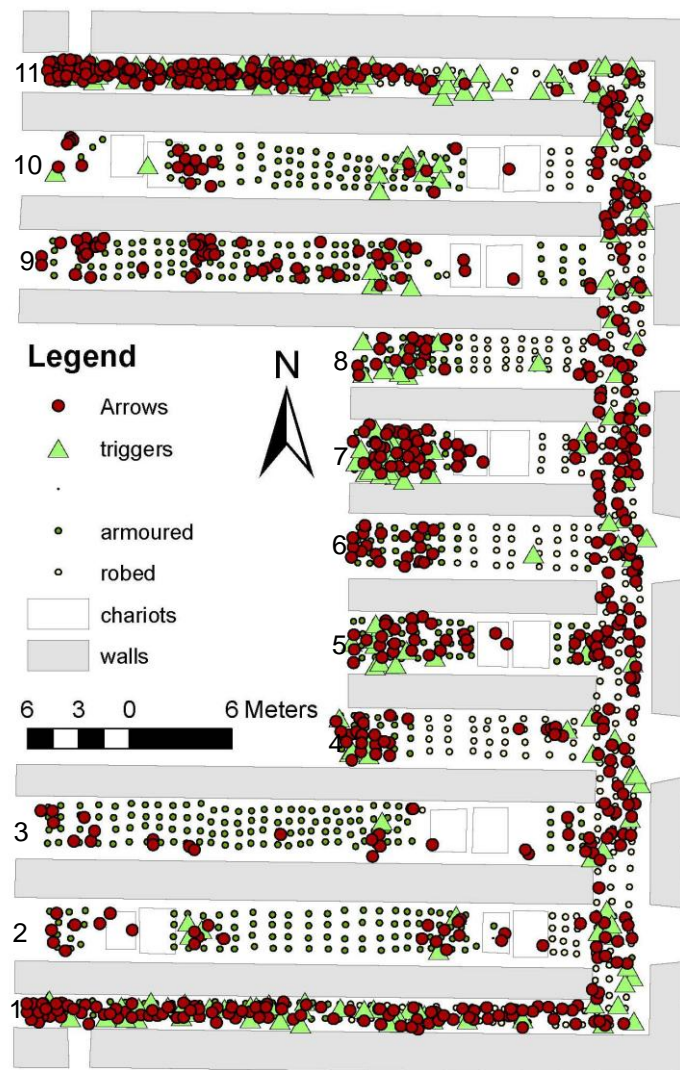 11
10
9
Legend
N
8
Arrows
triggers
7
armoured
6
robed
chariots
5
walls
6 3 0 6 Meters
4
3
2
1